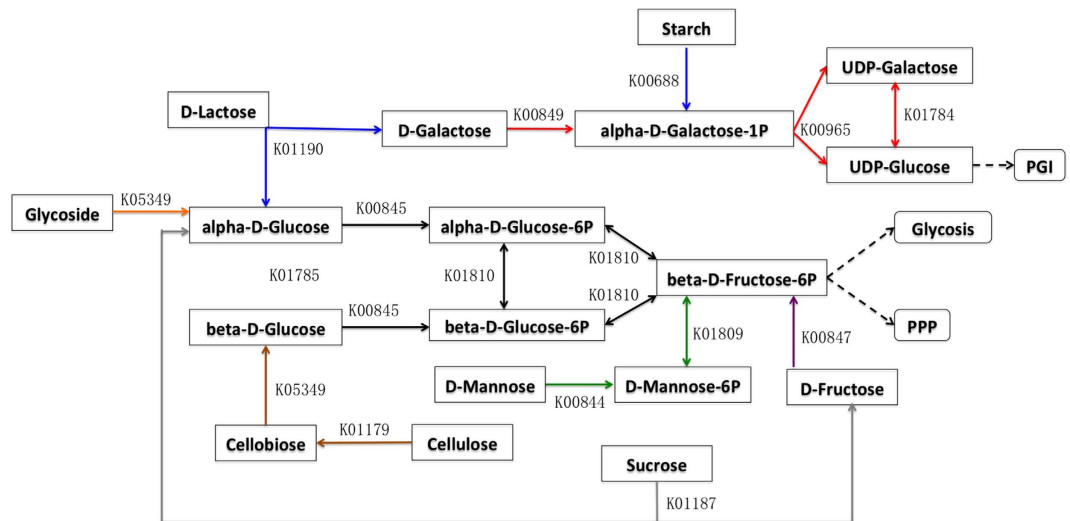 Starch
UDP-Galactose
K00688
D-Lactose
K00849
D-Galactose
alpha-D-Galactose-1P
K00965
K01784
K01190
UDP-Glucose
PGI
K05349
Glycoside
alpha-D-Glucose
K00845
alpha-D-Glucose-6P
Glycosis
K01810
K01785
K01810
beta-D-Fructose-6P
K01810
beta-D-Glucose
K00845
beta-D-Glucose-6P
PPP
K01809
K00847
D-Mannose
K00844
D-Mannose-6P
D-Fructose
K05349
Cellobiose
K01179
Cellulose
Sucrose
K01187